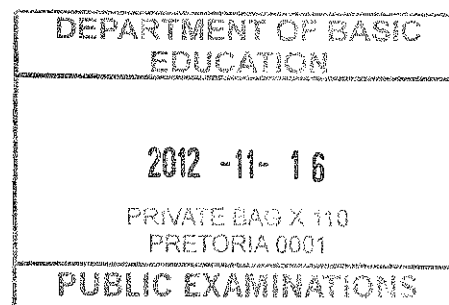 DEPARTMENT OF BASIC
EDUCATION
2012 -11- 16
PRIVATE BAG X 110
PRETORIA 0001
PUBLIC EXAMINATIONS